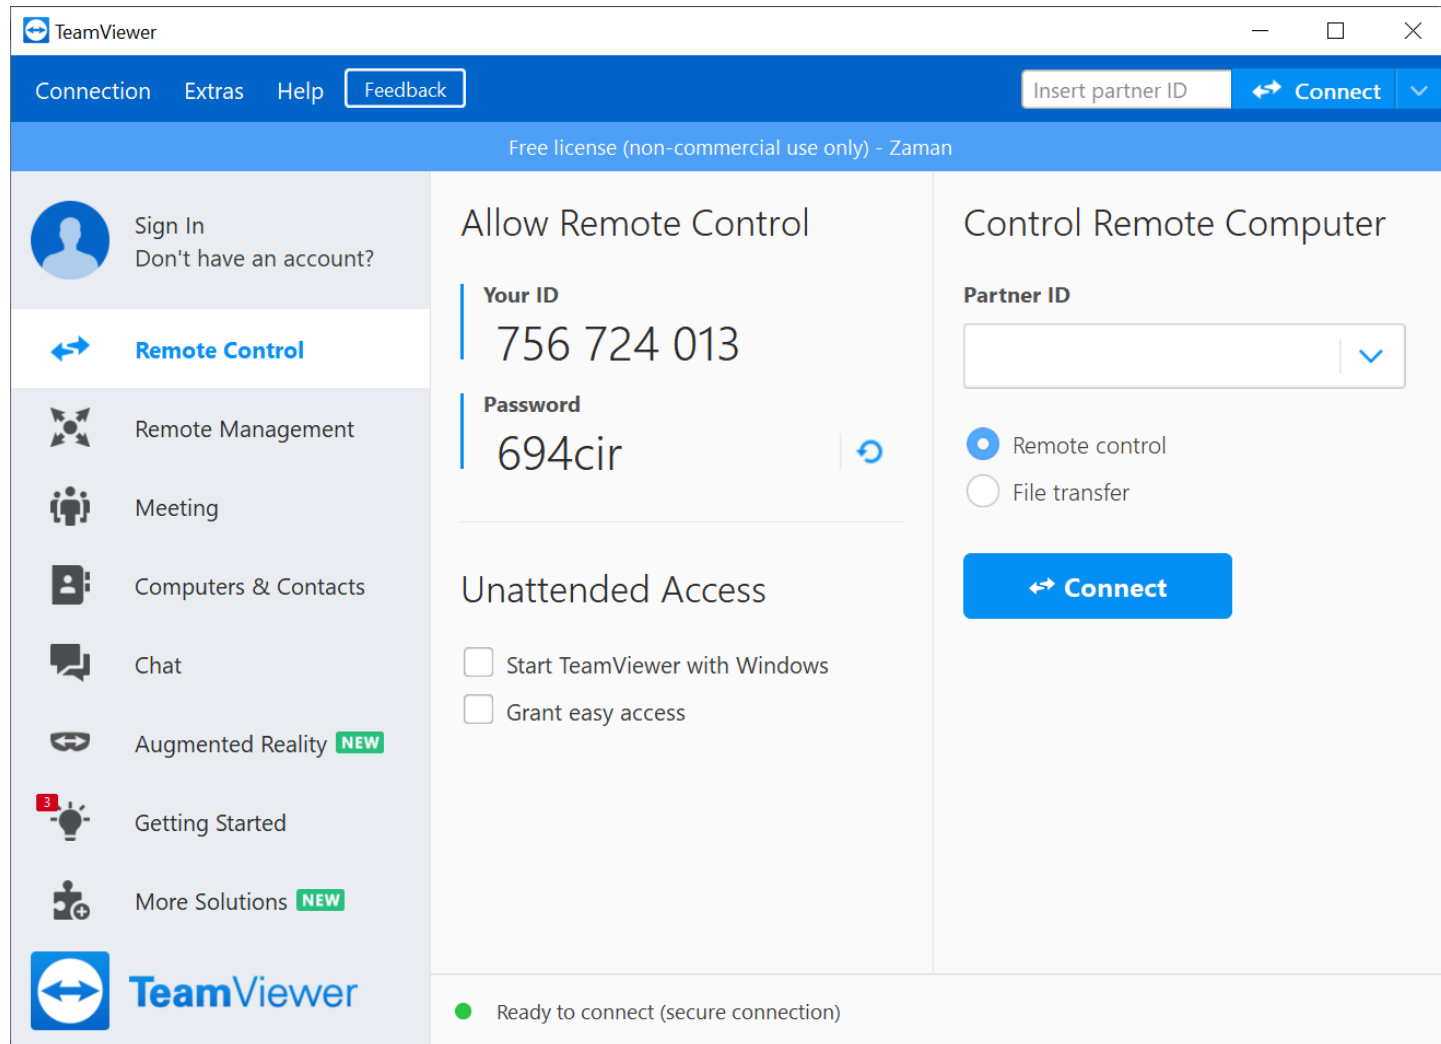 TeamViewer
Connection Extras Help Feedback
Insert partner ID Connect
Free license (non-commercial use only) - Zaman
Sign In
Don't have an account?
Remote Control
Remote Management
Meeting
Computers & Contacts
Chat
Augmented Reality NEW
3
Getting Started
More Solutions NEW
TeamViewer
Allow Remote Control
Your ID
756 724 013
Password
694cir
Unattended Access
Start TeamViewer with Windows
Grant easy access
Control Remote Computer
Partner ID
Remote control
File transfer
Connect
Ready to connect (secure connection)